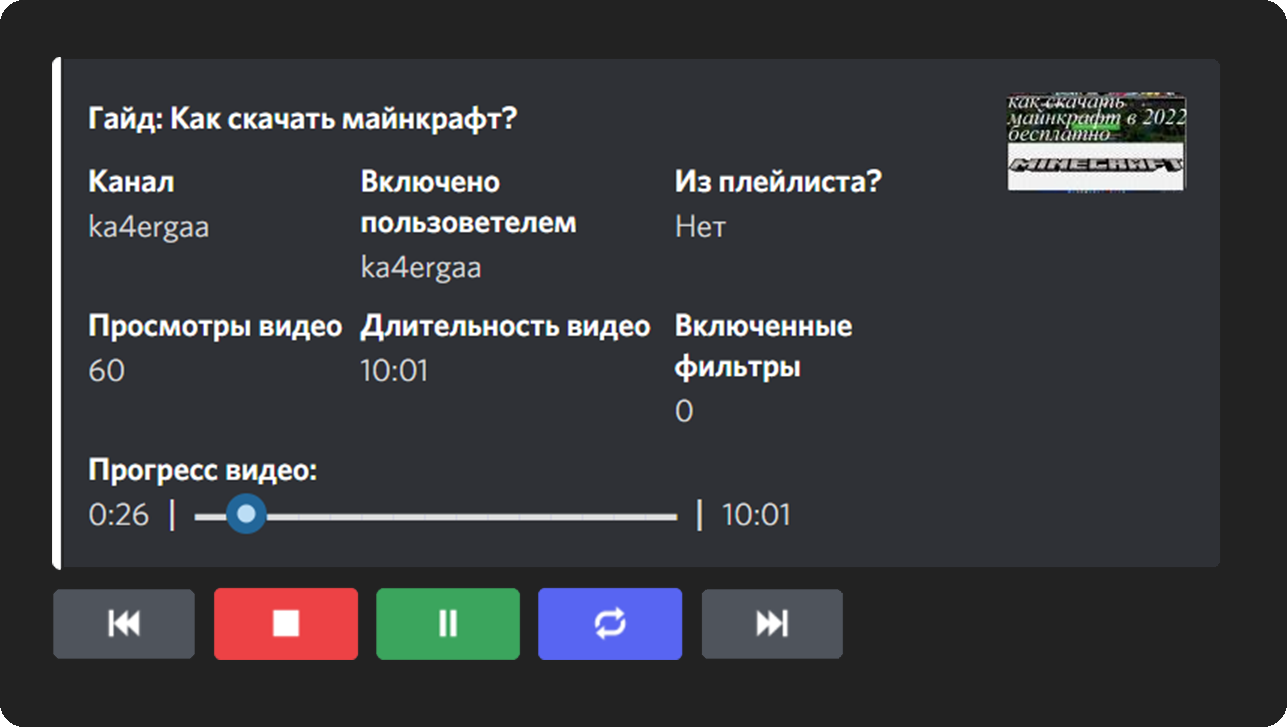 Гайд: Как скачать майнкрафт?
как скачать
майнкрафт в 2022
бесплатно
MINECRAFT
Канал
ka4ergaa
Включено
пользоветелем
ka4ergaa
Из плейлиста?
Нет
Просмотры видео
60
Длительность видео
10:01
Включенные
фильтры
0
Прогресс видео:
0:26 | | 10:01